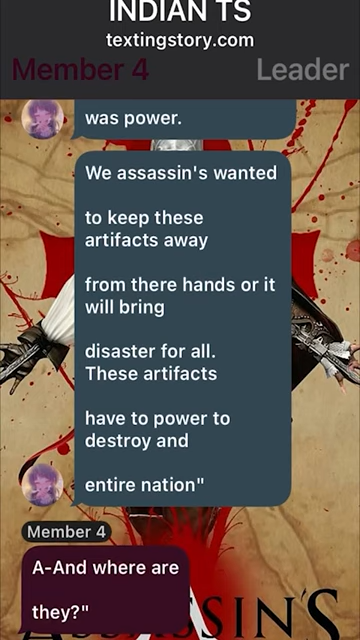 INDIAN TS
textingstory.com
Member 4
Leader
was power.
We assassin's wanted
to keep these
artifacts away
from there hands or it
will bring
disaster for all.
These artifacts
have to power to
destroy and
entire nation"
Member 4
A-And where are
they?"
ASSASSIN'S